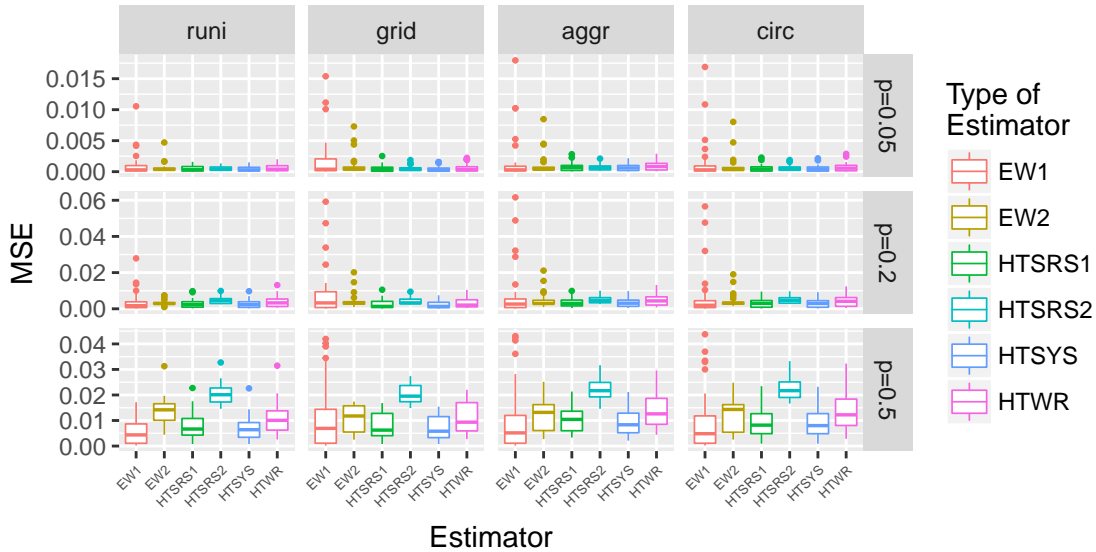 runi grid aggr circ
0.015
0.010
0.005
0.000
p=0.05
0.06
0.04
0.02
0.00
p=0.2
0.04
0.03
0.02
0.01
0.00
p=0.5
MSE
EW1 EW2 HTSRS1 HTSRS2 HTSYS HTWR EW1 EW2 HTSRS1 HTSRS2 HTSYS HTWR EW1 EW2 HTSRS1 HTSRS2 HTSYS HTWR EW1 EW2 HTSRS1 HTSRS2 HTSYS HTWR
Estimator
Type of
Estimator
EW1
EW2
HTSRS1
HTSRS2
HTSYS
HTWR